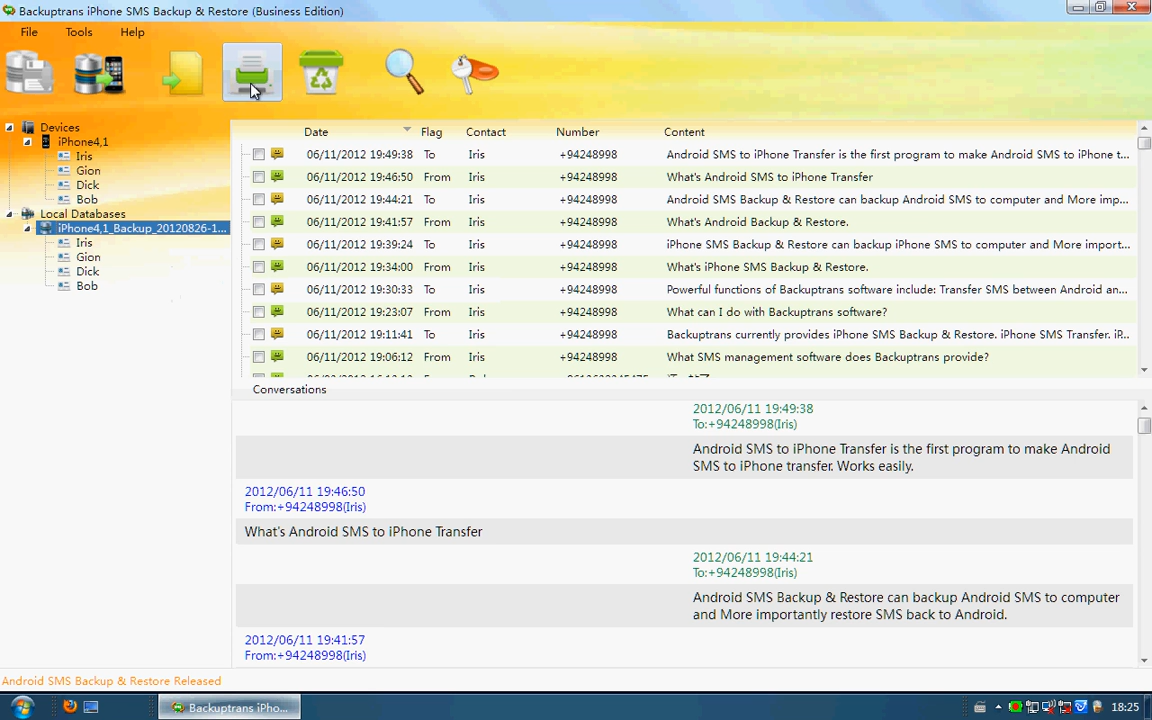 Backuptrans iPhone SMS Backup & Restore (Business Edition)
File Tools Help
Devices
iPhone4,1
Iris
Gion
Dick
Bob
Local Databases
iPhone4,1_Backup_20120826-1...
Iris
Gion
Dick
Bob
Date Flag Contact Number Content
06/11/2012 19:49:38 To Iris +94248998 Android SMS to iPhone Transfer is the first program to make Android SMS to iPhone t...
06/11/2012 19:46:50 From Iris +94248998 What's Android SMS to iPhone Transfer
06/11/2012 19:44:21 To Iris +94248998 Android SMS Backup & Restore can backup Android SMS to computer and More imp...
06/11/2012 19:41:57 From Iris +94248998 What's Android Backup & Restore.
06/11/2012 19:39:24 To Iris +94248998 iPhone SMS Backup & Restore can backup iPhone SMS to computer and More import...
06/11/2012 19:34:00 From Iris +94248998 What's iPhone SMS Backup & Restore.
06/11/2012 19:30:33 To Iris +94248998 Powerful functions of Backuptrans software include: Transfer SMS between Android an...
06/11/2012 19:23:07 From Iris +94248998 What can I do with Backuptrans software?
06/11/2012 19:11:41 To Iris +94248998 Backuptrans currently provides iPhone SMS Backup & Restore. iPhone SMS Transfer. iP...
06/11/2012 19:06:12 From Iris +94248998 What SMS management software does Backuptrans provide?
Conversations
2012/06/11 19:49:38
To:+94248998(Iris)
Android SMS to iPhone Transfer is the first program to make Android
SMS to iPhone transfer. Works easily.
2012/06/11 19:46:50
From:+94248998(Iris)
What's Android SMS to iPhone Transfer
2012/06/11 19:44:21
To:+94248998(Iris)
Android SMS Backup & Restore can backup Android SMS to computer
and More importantly restore SMS back to Android.
2012/06/11 19:41:57
From:+94248998(Iris)
Android SMS Backup & Restore Released
Backuptrans iPho...
18:25